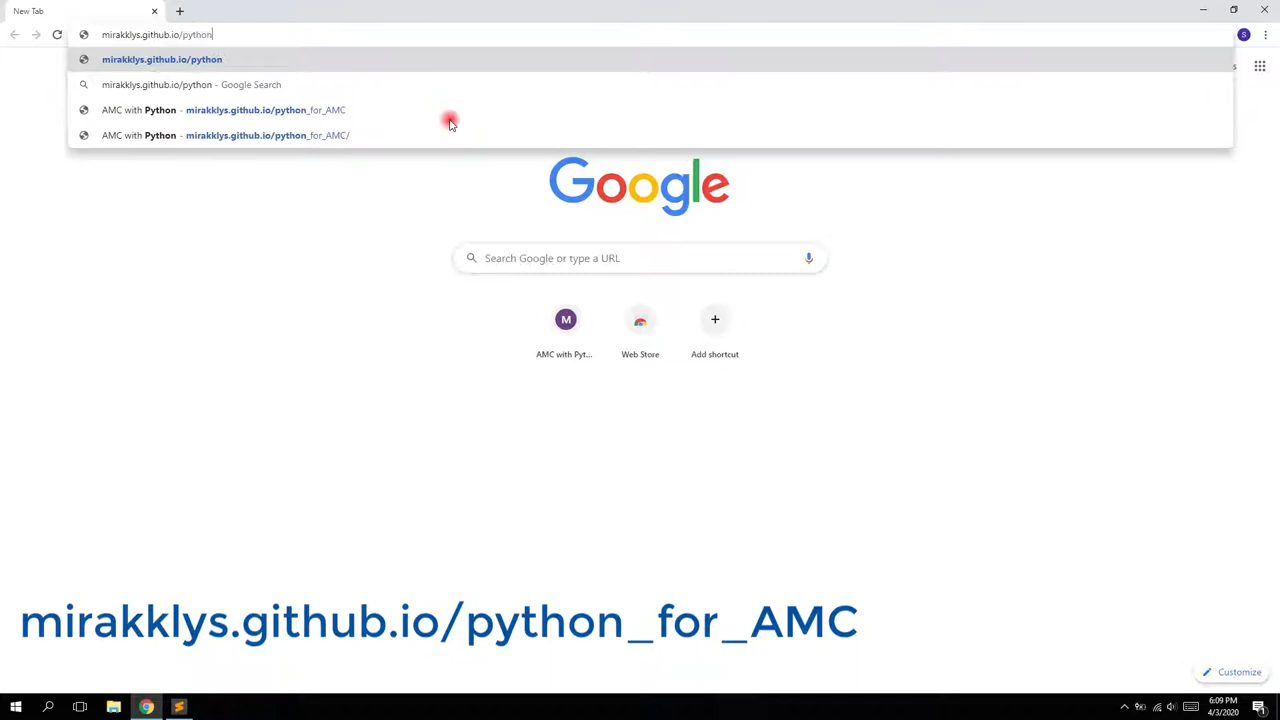 New Tab
mirakklys.github.io/python
mirakklys.github.io/python
mirakklys.github.io/python - Google Search
AMC with Python - mirakklys.github.io/python_for_AMC
AMC with Python - mirakklys.github.io/python_for_AMC/
S
Google
Search Google or type a URL
M
AMC with Pyt...
Web Store
Add shortcut
mirakklys.github.io/python_for_AMC
Customize
6:09 PM
4/3/2020
1